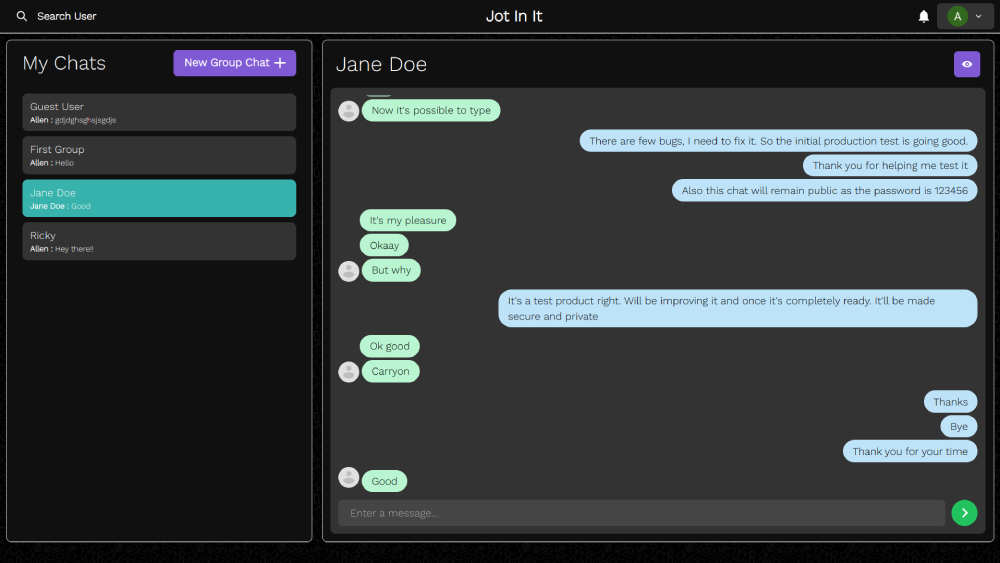 Search User
Jot In It
A
My Chats
New Group Chat +
Guest User
Allen : gdjdghsghsjsgdjs
First Group
Allen : Hello
Jane Doe
Jane Doe : Good
Ricky
Allen : Hey there!!
Jane Doe
Now it's possible to type
There are few bugs, I need to fix it. So the initial production test is going good.
Thank you for helping me test it
Also this chat will remain public as the password is 123456
It's my pleasure
Okaay
But why
It's a test product right. Will be improving it and once it's completely ready. It'll be made
secure and private
Ok good
Carryon
Thanks
Bye
Thank you for your time
Good
Enter a message...